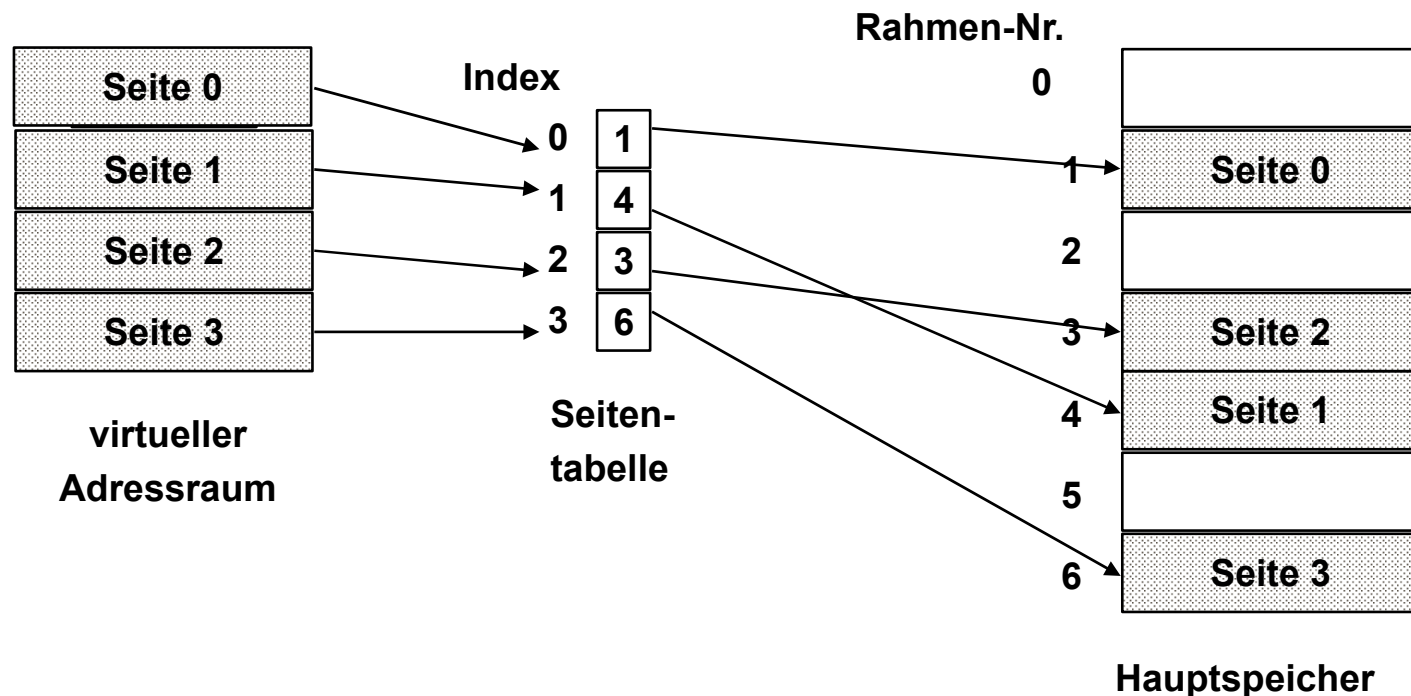 Seite 0
Seite 1
Seite 2
Seite 3
virtueller
Adressraum
Index
0 1
1 4
2 3
3 6
Seiten-
tabelle
Rahmen-Nr.
0
1 Seite 0
2
3 Seite 2
4 Seite 1
5
6 Seite 3
Hauptspeicher